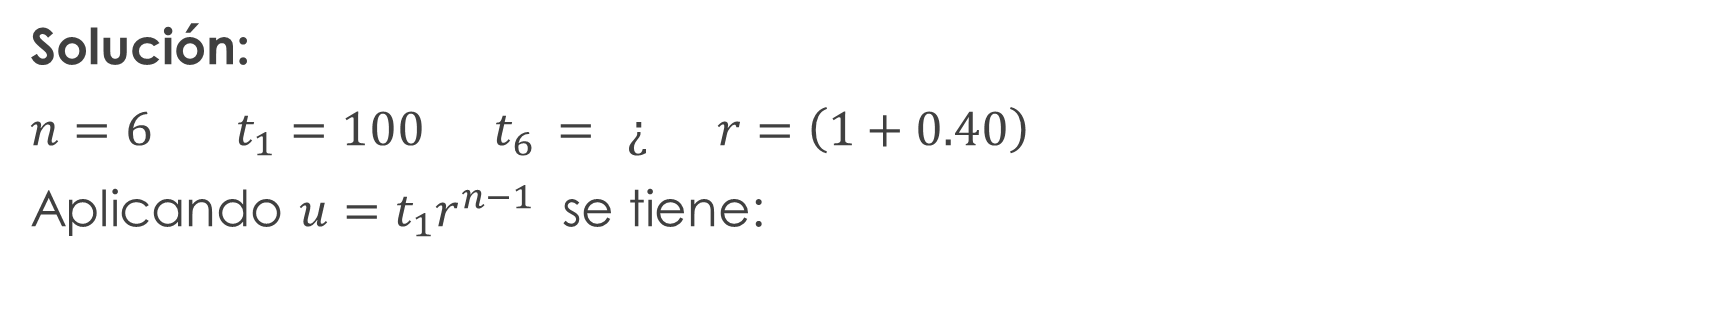 Solución:
n = 6 t₁ = 100 t₆ = ¿ r = (1 + 0.40)
Aplicando u = t₁rⁿ⁻¹ se tiene: